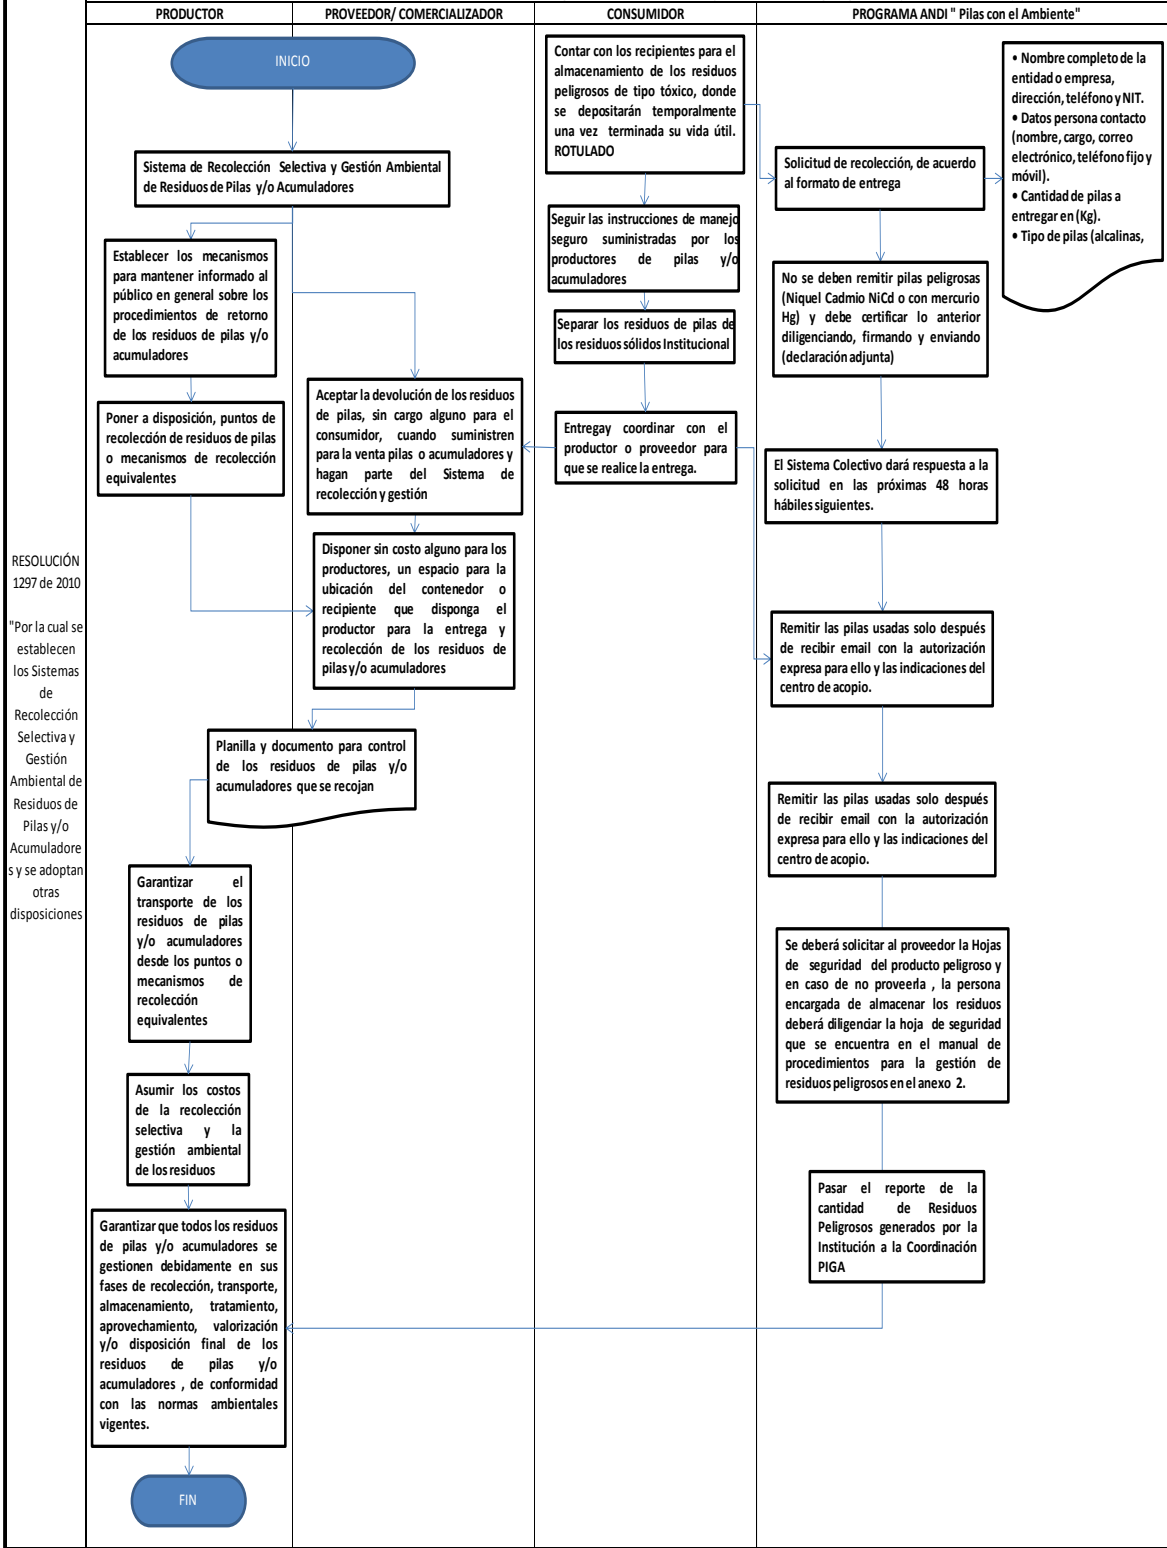 PRODUCTOR
PROVEEDOR/ COMERCIALIZADOR
CONSUMIDOR
PROGRAMA ANDI " Pilas con el Ambiente"
RESOLUCIÓN
1297 de 2010
"Por la cual se
establecen
los Sistemas
de
Recolección
Selectiva y
Gestión
Ambiental de
Residuos de
Pilas y/o
Acumuladore
s y se adoptan
otras
disposiciones
INICIO
Sistema de Recolección Selectiva y Gestión Ambiental
de Residuos de Pilas y/o Acumuladores
Establecer los mecanismos
para mantener informado al
público en general sobre los
procedimientos de retorno
de los residuos de pilas y/o
acumuladores
Poner a disposición, puntos de
recolección de residuos de pilas
o mecanismos de recolección
equivalentes
Aceptar la devolución de los residuos
de pilas, sin cargo alguno para el
consumidor, cuando suministren
para la venta pilas o acumuladores y
hagan parte del Sistema de
recolección y gestión
Disponer sin costo alguno para los
productores, un espacio para la
ubicación del contenedor o
recipiente que disponga el
productor para la entrega y
recolección de los residuos de
pilas y/o acumuladores
Planilla y documento para control
de los residuos de pilas y/o
acumuladores que se recojan
Garantizar el
transporte de los
residuos de pilas
y/o acumuladores
desde los puntos o
mecanismos de
recolección
equivalentes
Asumir los costos
de la recolección
selectiva y la
gestión ambiental
de los residuos
Garantizar que todos los residuos
de pilas y/o acumuladores se
gestionen debidamente en sus
fases de recolección, transporte,
almacenamiento, tratamiento,
aprovechamiento, valorización
y/o disposición final de los
residuos de pilas y/o
acumuladores , de conformidad
con las normas ambientales
vigentes.
FIN
Contar con los recipientes para el
almacenamiento de los residuos
peligrosos de tipo tóxico, donde
se depositarán temporalmente
una vez terminada su vida útil.
ROTULADO
Seguir las instrucciones de manejo
seguro suministradas por los
productores de pilas y/o
acumuladores
Separar los residuos de pilas de
los residuos sólidos Institucional
Entregay coordinar con el
productor o proveedor para
que se realice la entrega.
Solicitud de recolección, de acuerdo
al formato de entrega
• Nombre completo de la
entidad o empresa,
dirección, teléfono y NIT.
• Datos persona contacto
(nombre, cargo, correo
electrónico, teléfono fijo y
móvil).
• Cantidad de pilas a
entregar en (Kg).
• Tipo de pilas (alcalinas,
No se deben remitir pilas peligrosas
(Niquel Cadmio NiCd o con mercurio
Hg) y debe certificar lo anterior
diligenciando, firmando y enviando
(declaración adjunta)
El Sistema Colectivo dará respuesta a la
solicitud en las próximas 48 horas
hábiles siguientes.
Remitir las pilas usadas solo después
de recibir email con la autorización
expresa para ello y las indicaciones del
centro de acopio.
Remitir las pilas usadas solo después
de recibir email con la autorización
expresa para ello y las indicaciones del
centro de acopio.
Se deberá solicitar al proveedor la Hojas
de seguridad del producto peligroso y
en caso de no proveerla , la persona
encargada de almacenar los residuos
deberá diligenciar la hoja de seguridad
que se encuentra en el manual de
procedimientos para la gestión de
residuos peligrosos en el anexo 2.
Pasar el reporte de la
cantidad de Residuos
Peligrosos generados por la
Institución a la Coordinación
PIGA